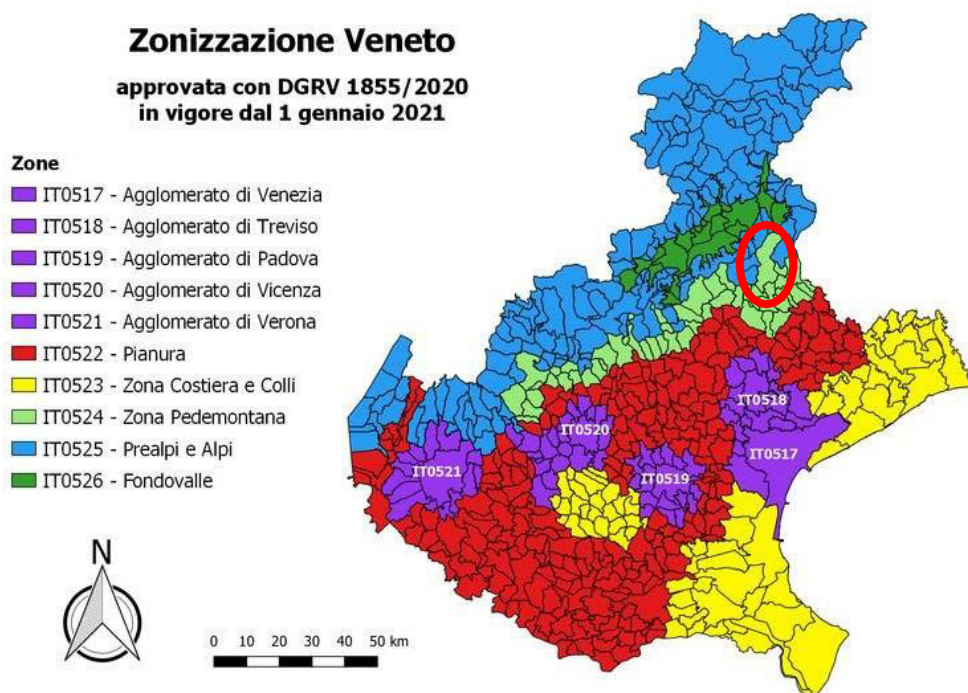 Zonizzazione Veneto
approvata con DGRV 1855/2020
in vigore dal 1 gennaio 2021
Zone
IT0517 - Agglomerato di Venezia
IT0518 - Agglomerato di Treviso
IT0519 - Agglomerato di Padova
IT0520 - Agglomerato di Vicenza
IT0521 - Agglomerato di Verona
IT0522 - Pianura
IT0523 - Zona Costiera e Colli
IT0524 - Zona Pedemontana
IT0525 - Prealpi e Alpi
IT0526 - Fondovalle
IT0518
IT0520
IT0517
IT0521
IT0519
N
0 10 20 30 40 50 km